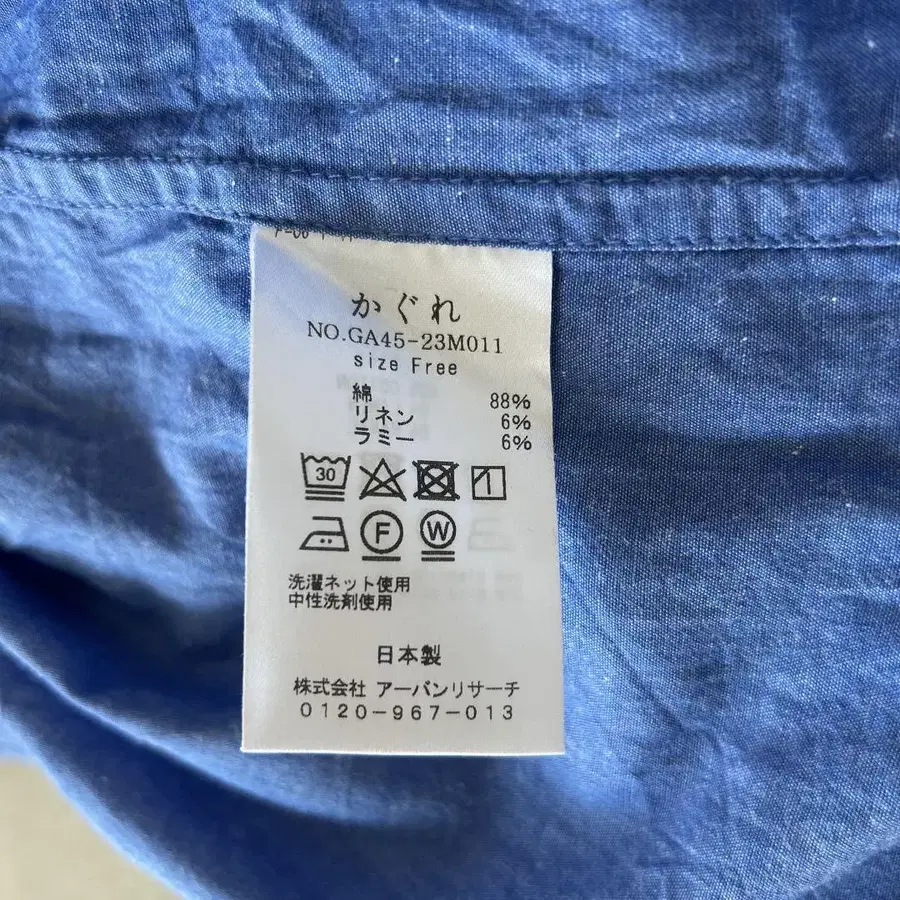 かぐれ
NO.GA45-23M011
size Free
綿 88%
リネン 6%
ラミー 6%
30
F W
洗濯ネット使用
中性洗剤使用
日本製
株式会社 アーバンリサーチ
0120-967-013